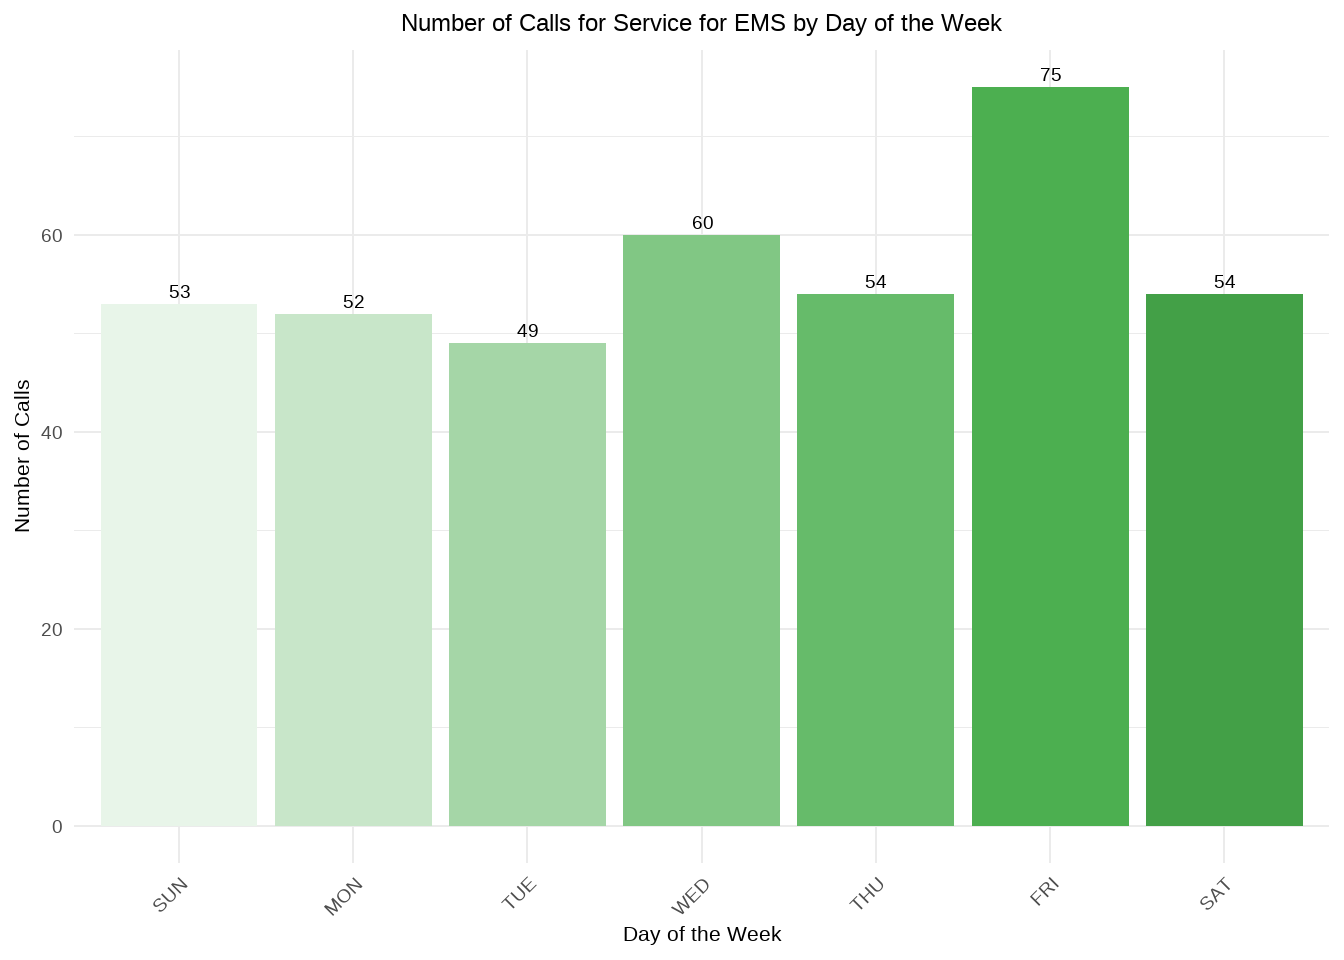 Number of Calls for Service for EMS by Day of the Week
75
60
60
54
54
53
52
49
40
20
0
Number of Calls
SUN
MON
TUE
WED
THU
FRI
SAT
Day of the Week